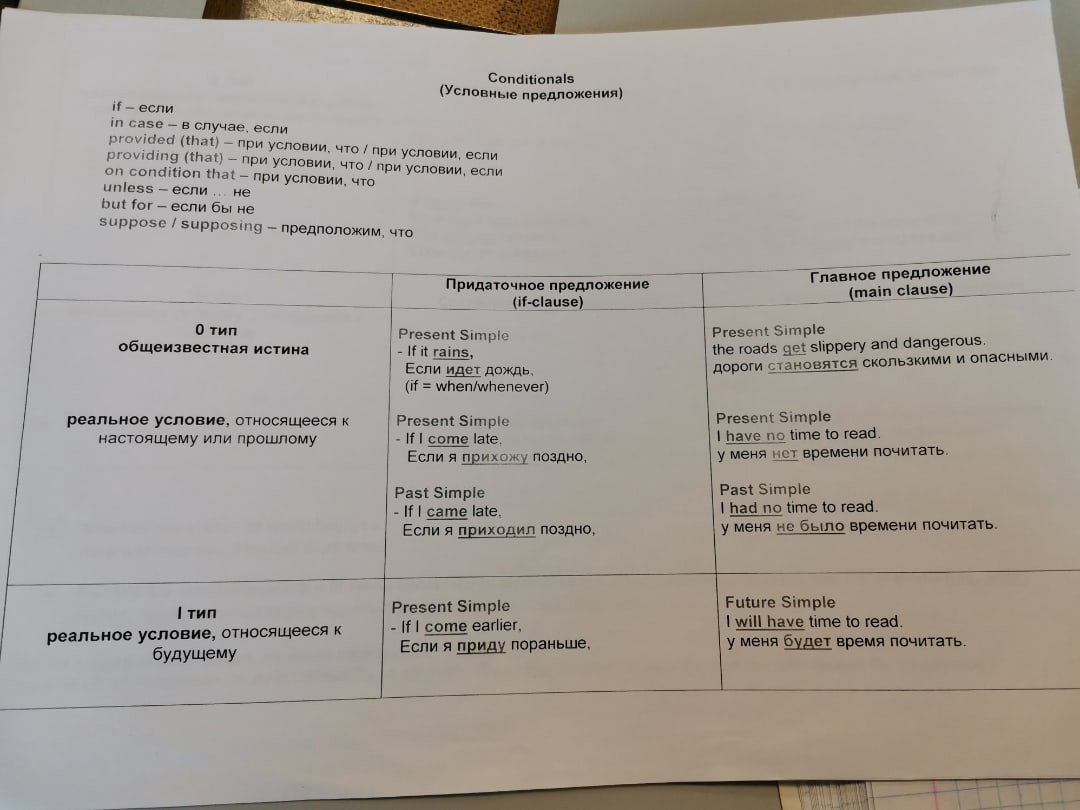 Conditionals
(Условные предложения)
if – если
in case – в случае, если
provided (that) – при условии, что / при условии, если
providing (that) – при условии, что / при условии, если
on condition that – при условии, что
unless – если ... не
but for – если бы не
suppose / supposing – предположим, что
Придаточное предложение
(if-clause)
Главное предложение
(main clause)
0 тип
общеизвестная истина
Present Simple
- If it rains,
Если идет дождь,
(if = when/whenever)
Present Simple
the roads get slippery and dangerous.
дороги становятся скользкими и опасными.
реальное условие, относящееся к
настоящему или прошлому
Present Simple
- If I come late,
Если я прихожу поздно,
Present Simple
I have no time to read.
у меня нет времени почитать.
Past Simple
- If I came late,
Если я приходил поздно,
Past Simple
I had no time to read.
у меня не было времени почитать.
I тип
реальное условие, относящееся к
будущему
Present Simple
- If I come earlier,
Если я приду пораньше,
Future Simple
I will have time to read.
у меня будет время почитать.